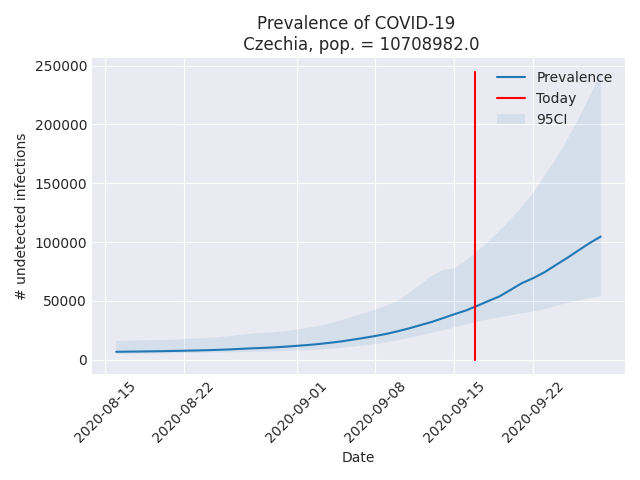 Prevalence of COVID-19
Czechia, pop. = 10708982.0
250000
200000
150000
100000
50000
0
# undetected infections
Prevalence
Today
95CI
2020-08-15
2020-08-22
2020-09-01
2020-09-08
2020-09-15
2020-09-22
Date